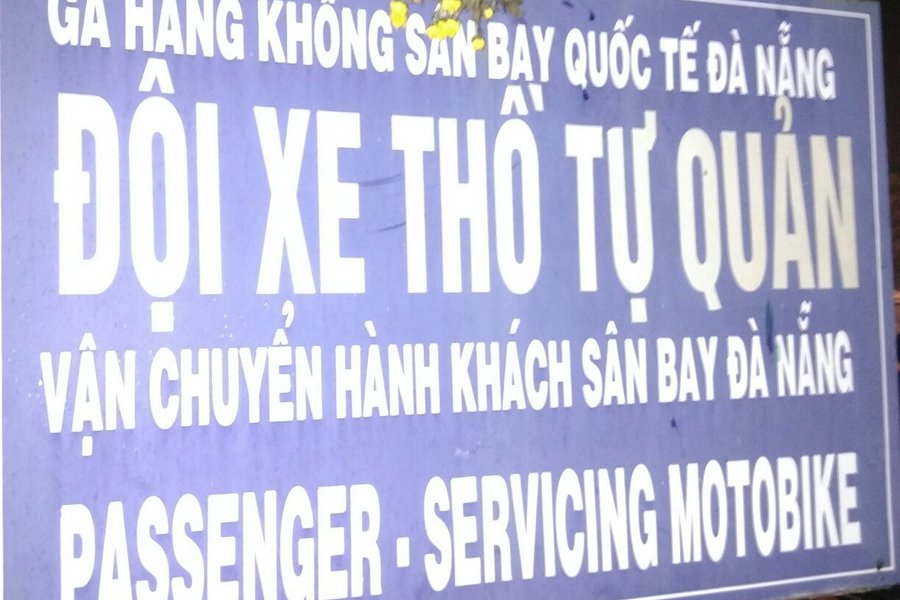 GA HÀNG KHÔNG SÂN BAY QUỐC TẾ ĐÀ NẴNG
ĐỘI XE THỒ TỰ QUẢN
VẬN CHUYỂN HÀNH KHÁCH SÂN BAY ĐÀ NẴNG
PASSENGER - SERVICING MOTOBIKE